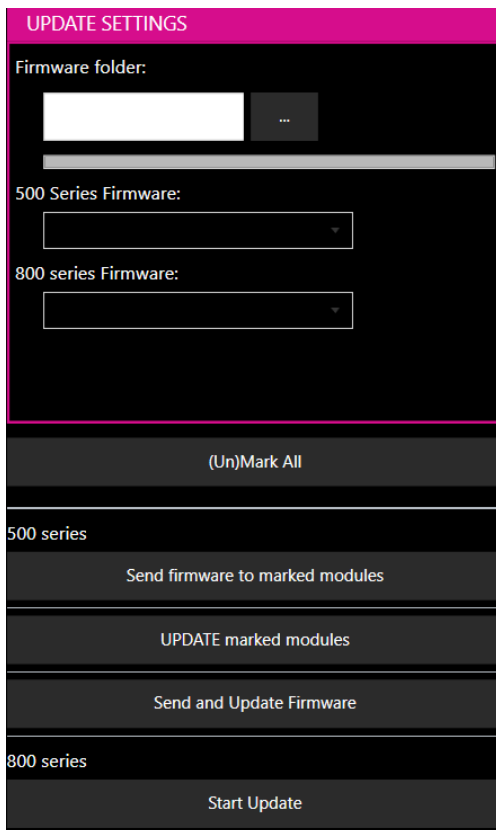 UPDATE SETTINGS
Firmware folder:
...
500 Series Firmware:
800 series Firmware:
(Un)Mark All
500 series
Send firmware to marked modules
UPDATE marked modules
Send and Update Firmware
800 series
Start Update